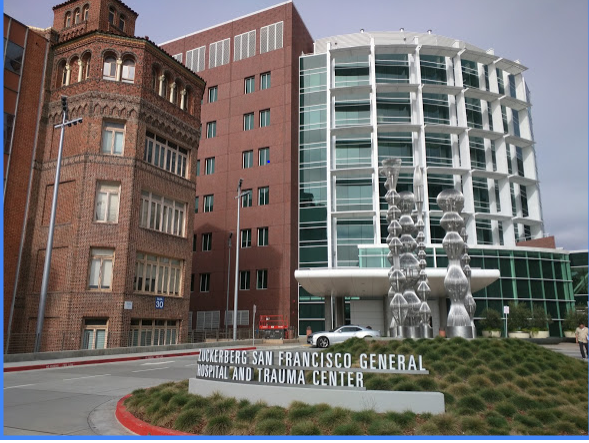 30
ZUCKERBERG SAN FRANCISCO GENERAL
HOSPITAL AND TRAUMA CENTER